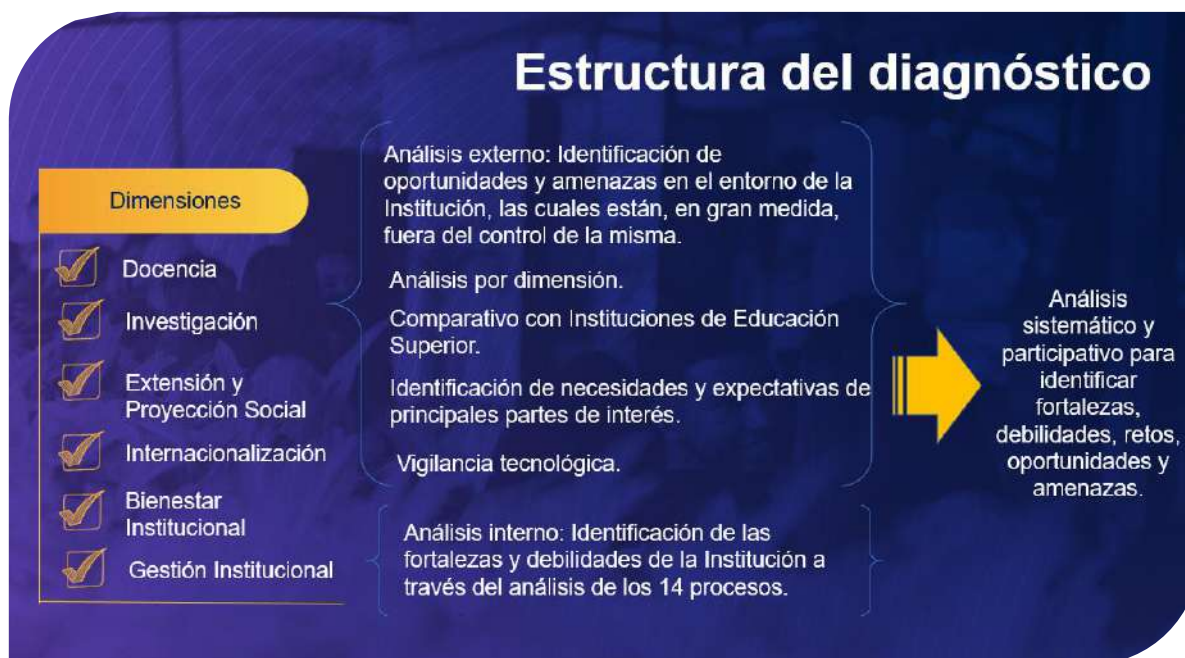 Estructura del diagnóstico
Dimensiones
Docencia
Investigación
Extensión y
Proyección Social
Internacionalización
Bienestar
Institucional
Gestión Institucional
Análisis externo: Identificación de
oportunidades y amenazas en el entorno de la
Institución, las cuales están, en gran medida,
fuera del control de la misma.
Análisis por dimensión.
Comparativo con Instituciones de Educación
Superior.
Identificación de necesidades y expectativas de
principales partes de interés.
Vigilancia tecnológica.
Análisis interno: Identificación de las
fortalezas y debilidades de la Institución a
través del análisis de los 14 procesos.
Análisis
sistemático y
participativo para
identificar
fortalezas,
debilidades, retos,
oportunidades y
amenazas.